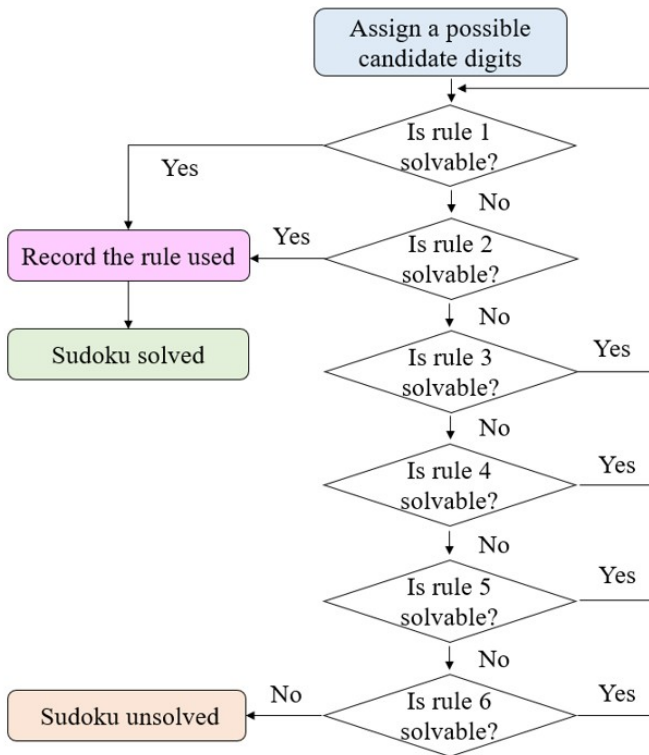 Assign a possible
candidate digits
Is rule 1
solvable?
Yes
No
Record the rule used
Yes
Is rule 2
solvable?
No
Sudoku solved
Is rule 3
solvable?
Yes
No
Is rule 4
solvable?
Yes
No
Is rule 5
solvable?
Yes
No
Sudoku unsolved
No
Is rule 6
solvable?
Yes